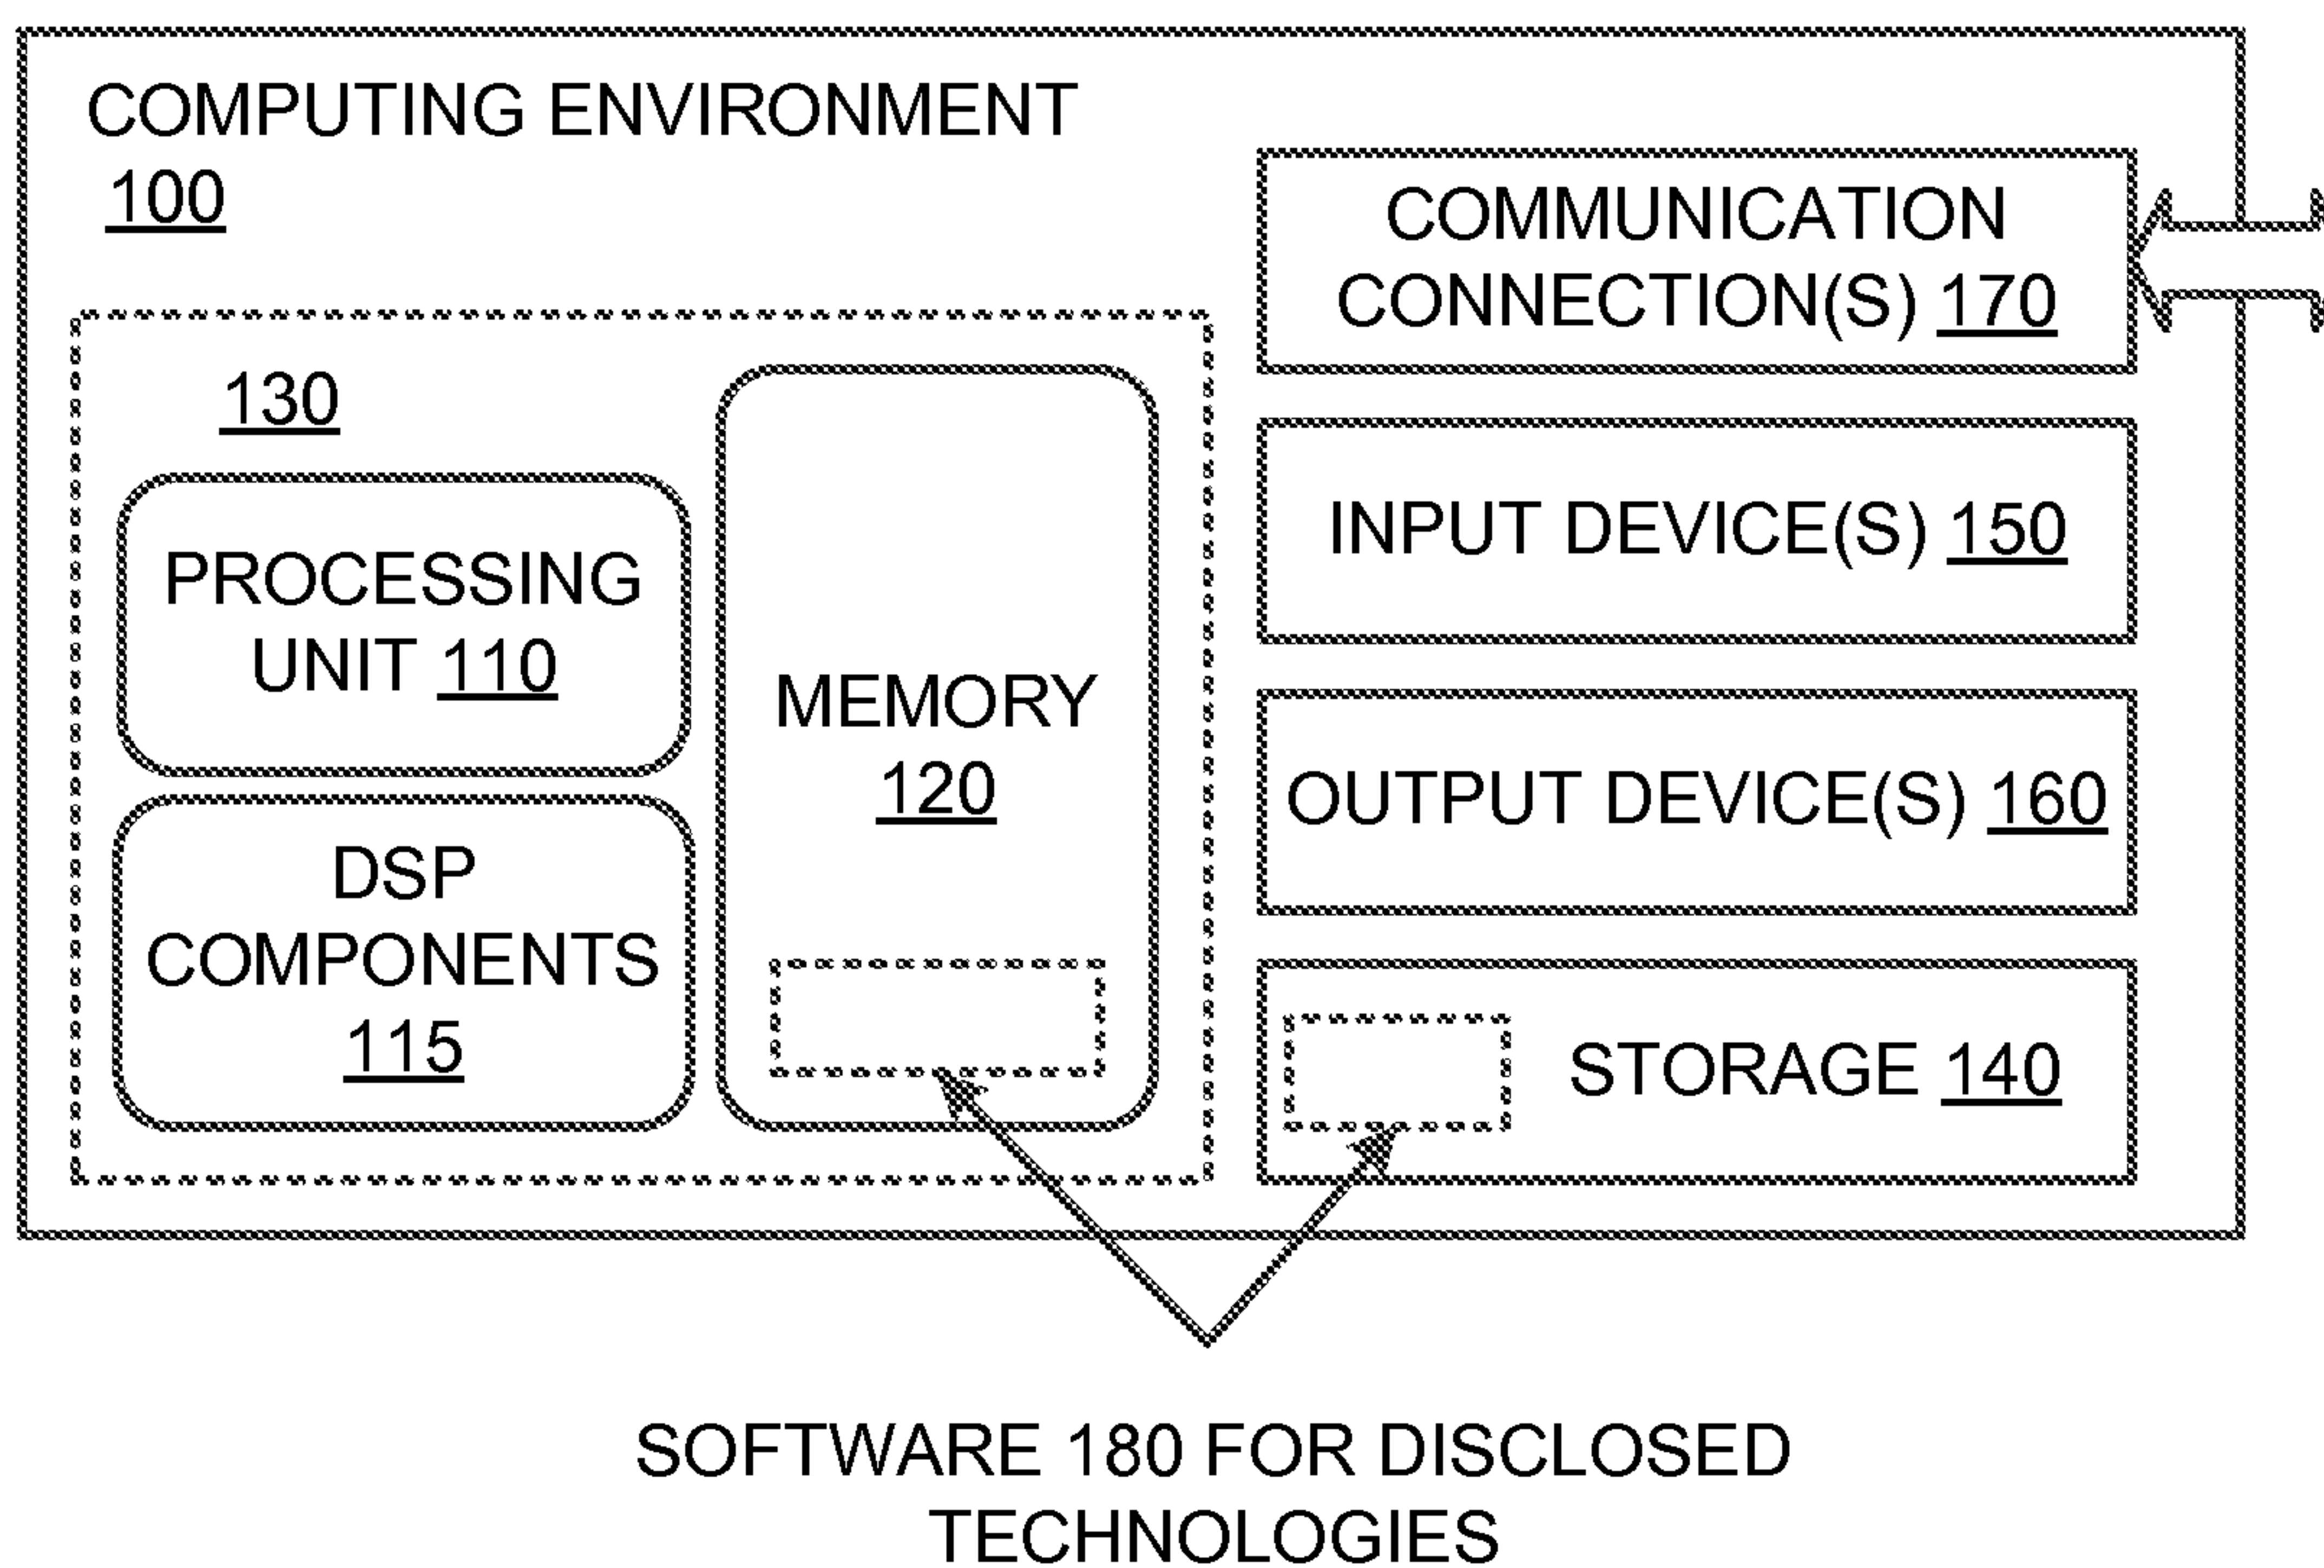 COMPUTING ENVIRONMENT
100
130
PROCESSING
UNIT 110
DSP
COMPONENTS
115
MEMORY
120
COMMUNICATION
CONNECTION(S) 170
INPUT DEVICE(S) 150
OUTPUT DEVICE(S) 160
STORAGE 140
SOFTWARE 180 FOR DISCLOSED
TECHNOLOGIES